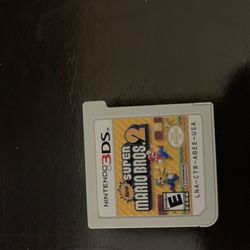 NINTENDO 3DS
NEW
SUPER
MARIO BROS. 2
E
LNA-CTR-ABEE-USA